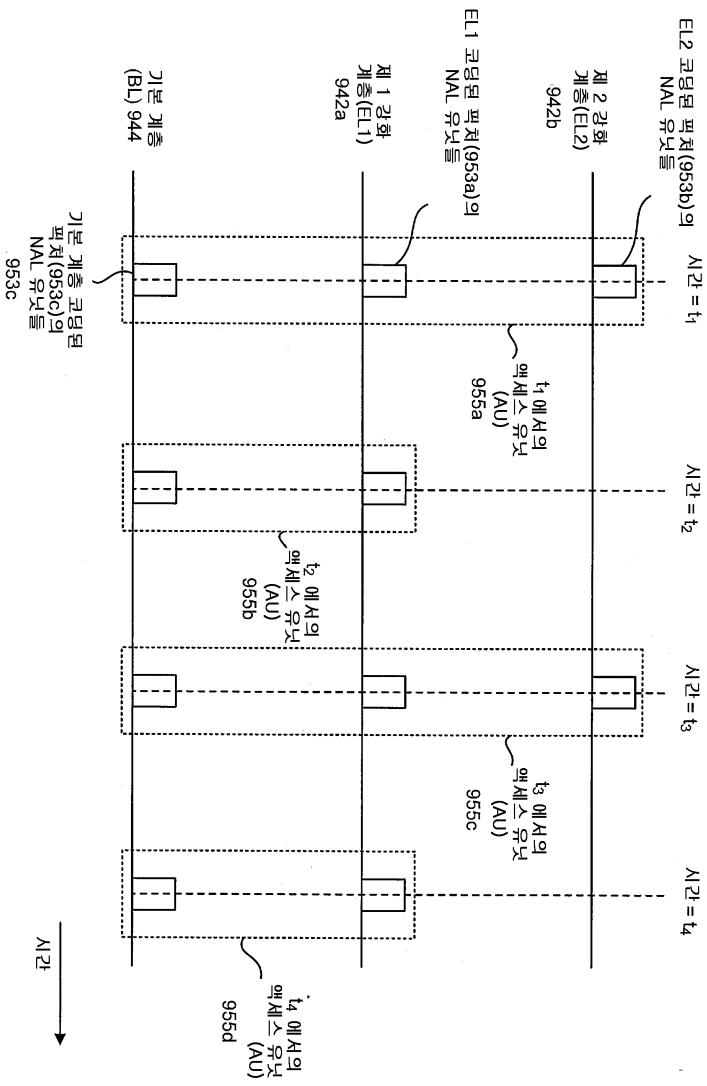 EL2 코딩된 픽처(953b)의
NAL 유닛들
제 2 강화
계층(EL2)
942b
EL1 코딩된 픽처(953a)의
NAL 유닛들
제 1 강화
계층(EL1)
942a
기본 계층
(BL) 944
기본 계층 코딩된
픽처(953c)의
NAL 유닛들
953c
시간 = t1
시간 = t2
시간 = t3
시간 = t4
t1 에서의
액세스 유닛
(AU)
955a
t2 에서의
액세스 유닛
(AU)
955b
t3 에서의
액세스 유닛
(AU)
955c
t4 에서의
액세스 유닛
(AU)
955d
시간